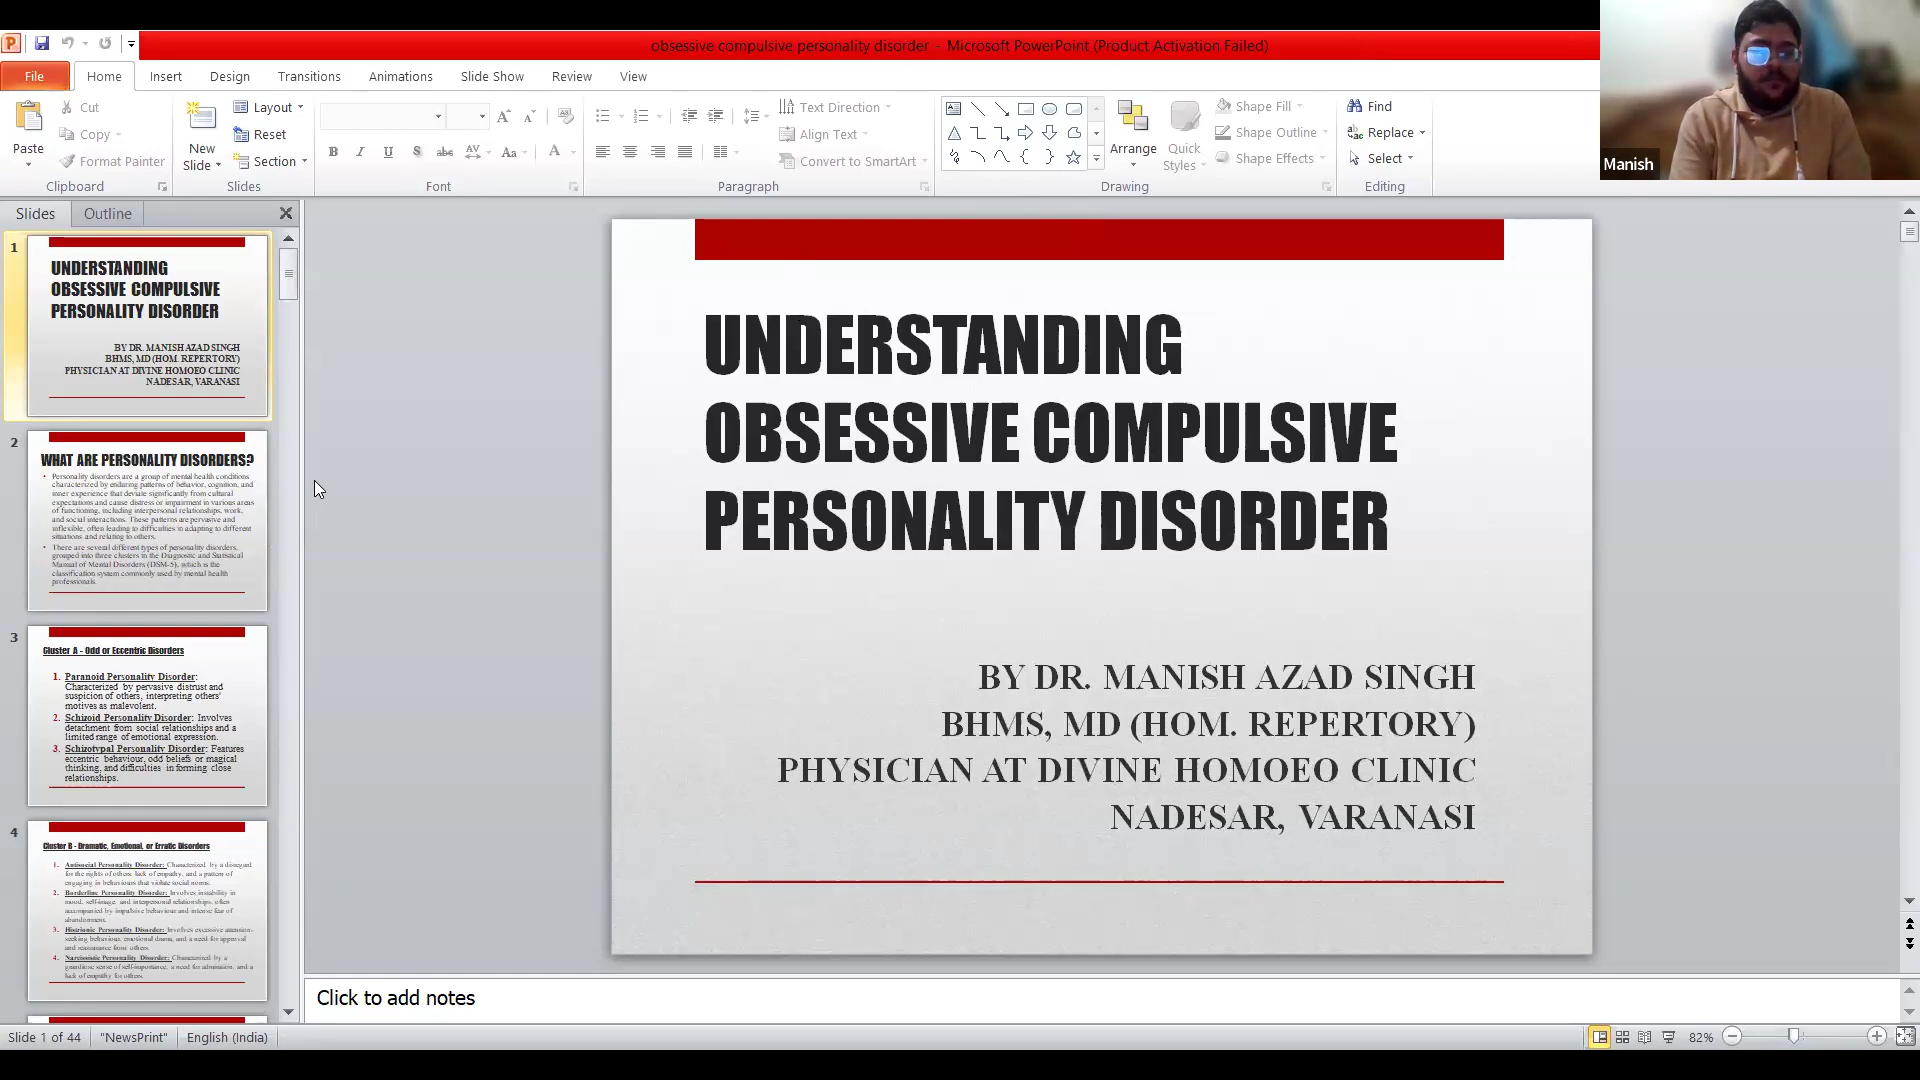 obsessive compulsive personality disorder - Microsoft PowerPoint (Product Activation Failed)
File Home Insert Design Transitions Animations Slide Show Review View
Paste
Cut
Copy
Format Painter
Clipboard
New Slide
Layout
Reset
Section
Slides
Font
Text Direction
Align Text
Convert to SmartArt
Paragraph
Arrange
Quick Styles
Shape Fill
Shape Outline
Shape Effects
Drawing
Find
Replace
Select
Editing
Manish
Slides Outline
1
UNDERSTANDING
OBSESSIVE COMPULSIVE
PERSONALITY DISORDER
BY DR. MANISH AZAD SINGH
BHMS, MD (HOM. REPERTORY)
PHYSICIAN AT DIVINE HOMOEO CLINIC
NADESAR, VARANASI
2
WHAT ARE PERSONALITY DISORDERS?
• Personality disorders are a group of mental health conditions
characterized by enduring patterns of behavior, cognition, and
inner experience that deviate significantly from cultural
expectations and cause distress or impairment in various areas
of functioning, including interpersonal relationships, work,
and social interactions. These patterns are pervasive and
inflexible, often leading to difficulties in adapting to different
situations and relating to others.
• There are several different types of personality disorders,
grouped into three clusters in the Diagnostic and Statistical
Manual of Mental Disorders (DSM-5), which is the
classification system commonly used by mental health
professionals.
3
Cluster A - Odd or Eccentric Disorders
1. Paranoid Personality Disorder:
Characterized by pervasive distrust and
suspicion of others, interpreting others'
motives as malevolent.
2. Schizoid Personality Disorder: Involves
detachment from social relationships and a
limited range of emotional expression.
3. Schizotypal Personality Disorder: Features
eccentric behaviour, odd beliefs or magical
thinking, and difficulties in forming close
relationships.
4
Cluster B - Dramatic, Emotional, or Erratic Disorders
1. Antisocial Personality Disorder: Characterized by a disregard
for the rights of others, lack of empathy, and a pattern of
engaging in behaviours that violate social norms.
2. Borderline Personality Disorder: Involves instability in
mood, self-image, and interpersonal relationships, often
accompanied by impulsive behaviour and intense fear of
abandonment.
3. Histrionic Personality Disorder: Involves excessive attention-
seeking behaviour, emotional drama, and a need for approval
and reassurance from others.
4. Narcissistic Personality Disorder: Characterized by a
grandiose sense of self-importance, a need for admiration, and a
lack of empathy for others.
UNDERSTANDING
OBSESSIVE COMPULSIVE
PERSONALITY DISORDER
BY DR. MANISH AZAD SINGH
BHMS, MD (HOM. REPERTORY)
PHYSICIAN AT DIVINE HOMOEO CLINIC
NADESAR, VARANASI
Click to add notes
Slide 1 of 44 "NewsPrint" English (India) 82%